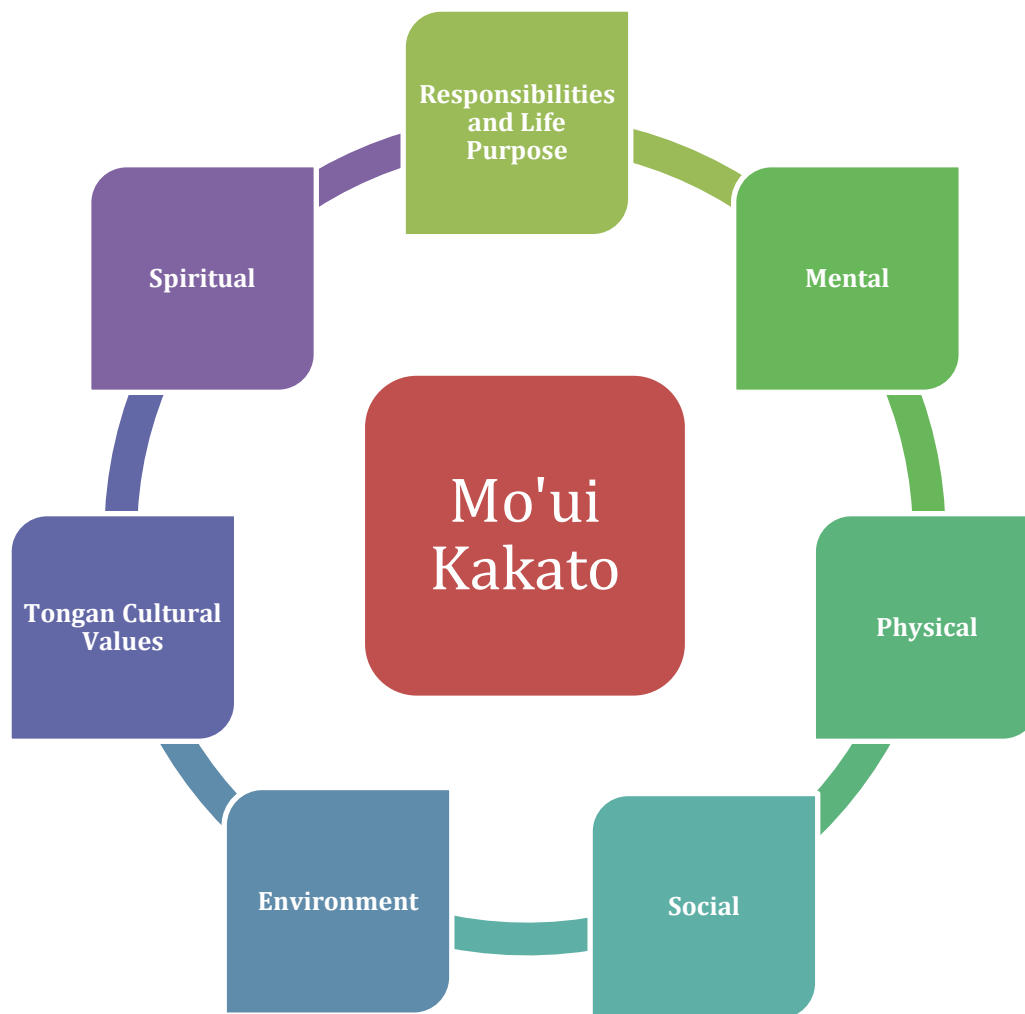 Responsibilities
and Life
Purpose
Spiritual
Mental
Mo'ui
Kakato
Tongan Cultural
Values
Physical
Environment
Social